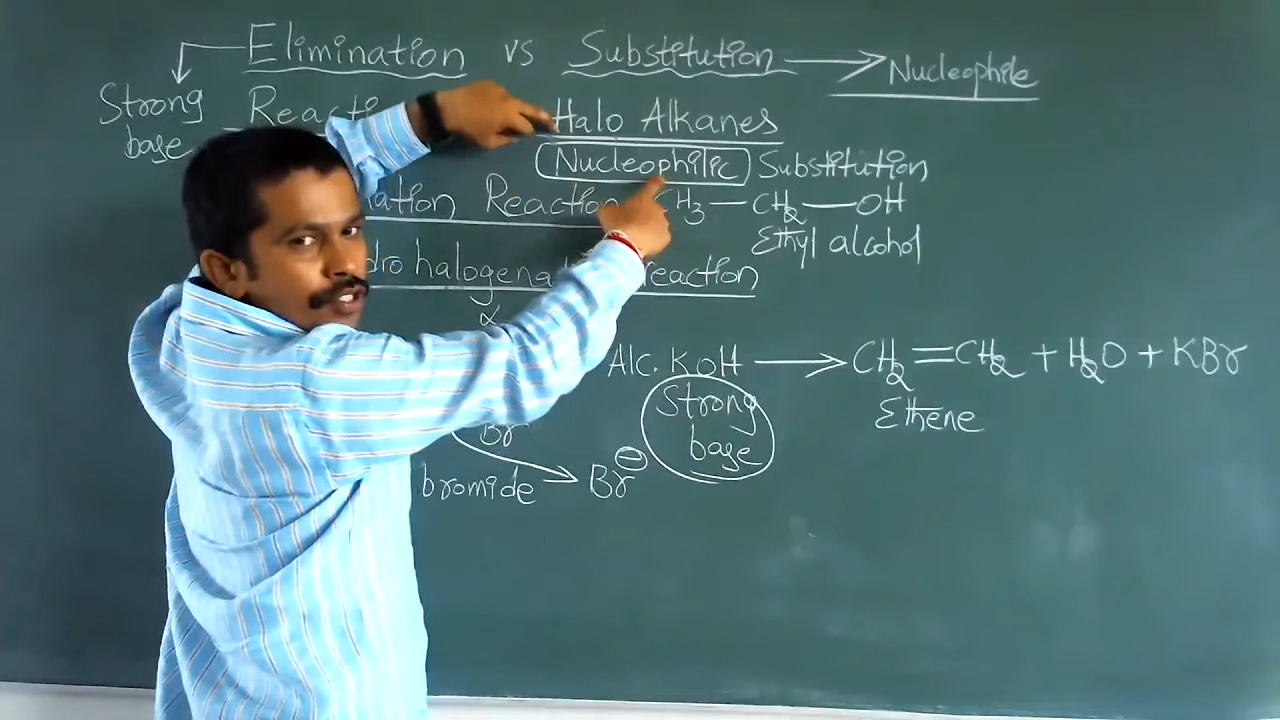 Elimination vs Substitution → Nucleophile
Strong base
Halo Alkanes
Nucleophilic Substitution
Reaction
CH2 — OH
Ethyl alcohol
reaction
α
Alc. KOH → CH2 = CH2 + H2O + KBr
Strong base
Ethene
Br
bromide
Br⊖